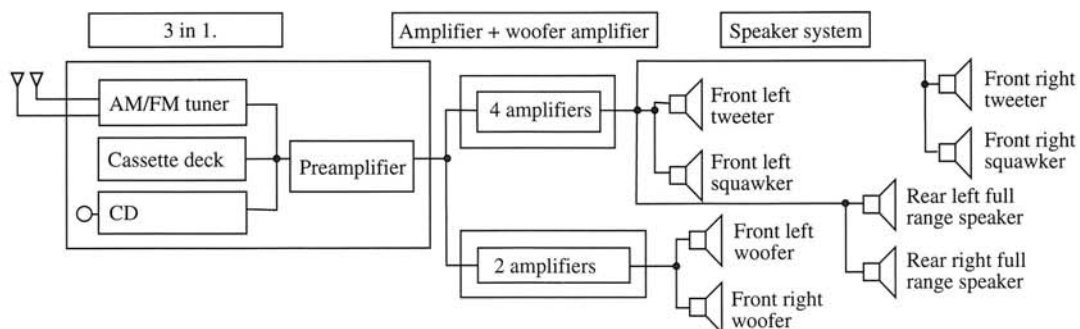 3 in 1.
Amplifier + woofer amplifier
Speaker system
AM/FM tuner
Cassette deck
CD
Preamplifier
4 amplifiers
2 amplifiers
Front left
tweeter
Front left
squawker
Front left
woofer
Front right
woofer
Front right
tweeter
Front right
squawker
Rear left full
range speaker
Rear right full
range speaker